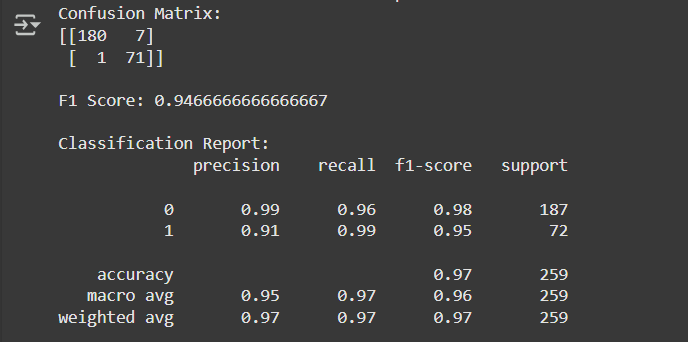 Confusion Matrix:
[[180   7]
 [  1  71]]
F1 Score: 0.9466666666666667
Classification Report:
              precision    recall  f1-score   support
           0       0.99      0.96      0.98       187
           1       0.91      0.99      0.95        72
    accuracy                           0.97       259
   macro avg       0.95      0.97      0.96       259
weighted avg       0.97      0.97      0.97       259